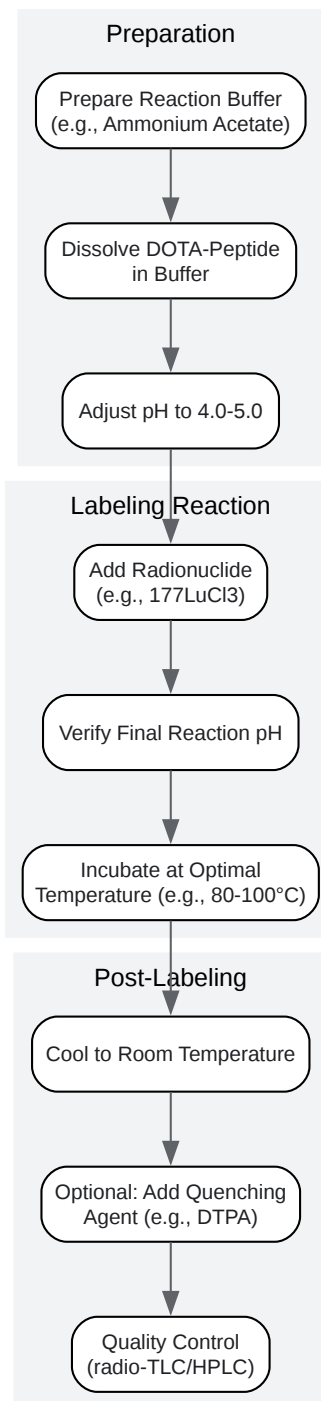 Preparation
Prepare Reaction Buffer
(e.g., Ammonium Acetate)
Dissolve DOTA-Peptide
in Buffer
Adjust pH to 4.0-5.0
Labeling Reaction
Add Radionuclide
(e.g., 177LuCl3)
Verify Final Reaction pH
Incubate at Optimal
Temperature (e.g., 80-100°C)
Post-Labeling
Cool to Room Temperature
Optional: Add Quenching
Agent (e.g., DTPA)
Quality Control
(radio-TLC/HPLC)